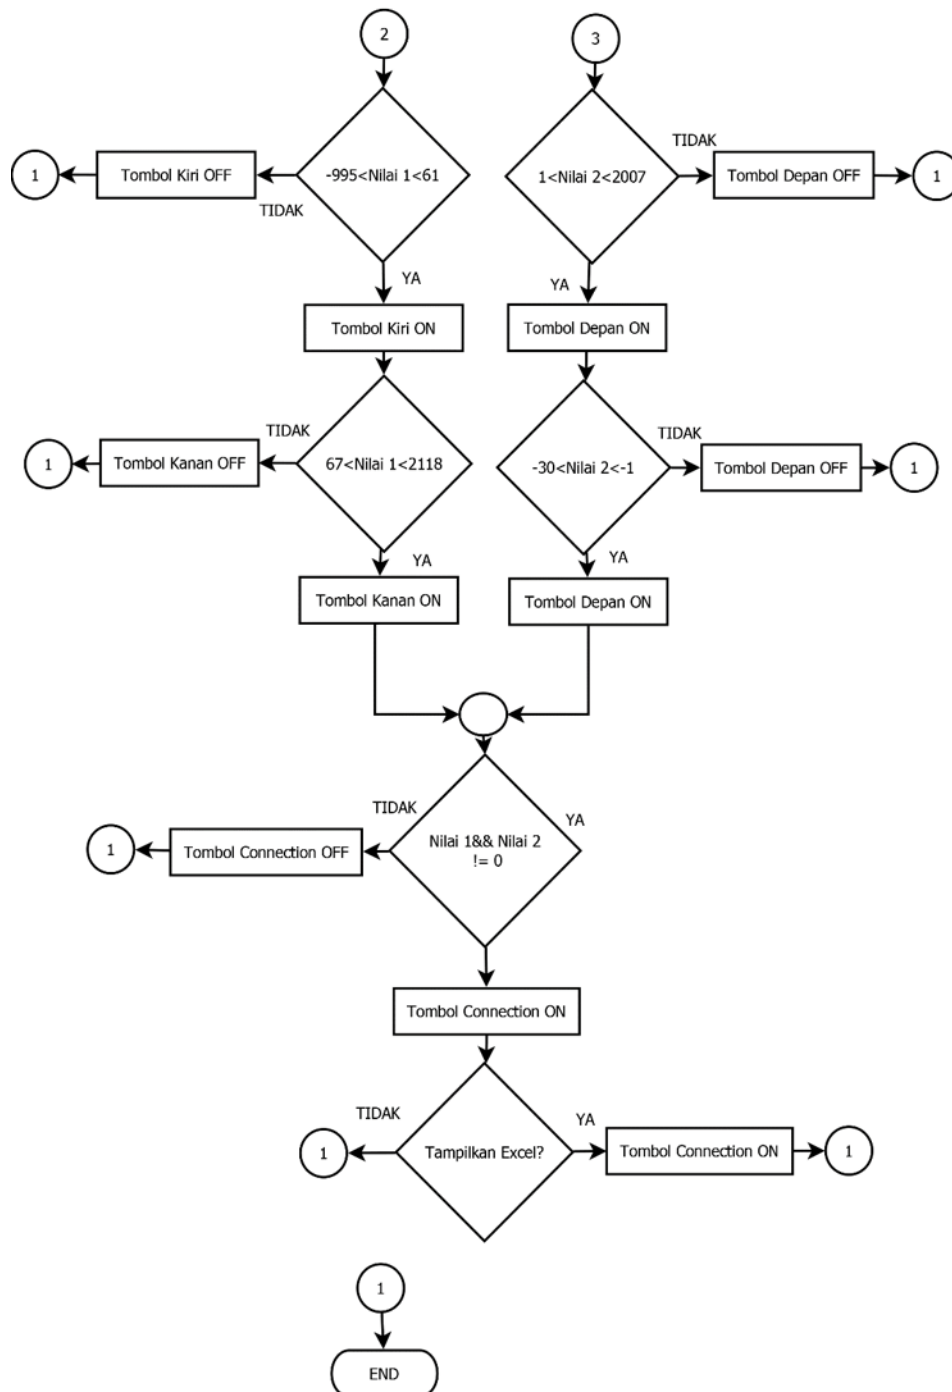 2
3
-995<Nilai 1<61
TIDAK
Tombol Kiri OFF
1
YA
1<Nilai 2<2007
TIDAK
Tombol Depan OFF
1
YA
Tombol Kiri ON
Tombol Depan ON
67<Nilai 1<2118
TIDAK
Tombol Kanan OFF
1
YA
-30<Nilai 2<-1
TIDAK
Tombol Depan OFF
1
YA
Tombol Kanan ON
Tombol Depan ON
Nilai 1&& Nilai 2
!= 0
TIDAK
YA
Tombol Connection OFF
1
Tombol Connection ON
Tampilkan Excel?
TIDAK
1
YA
Tombol Connection ON
1
1
END